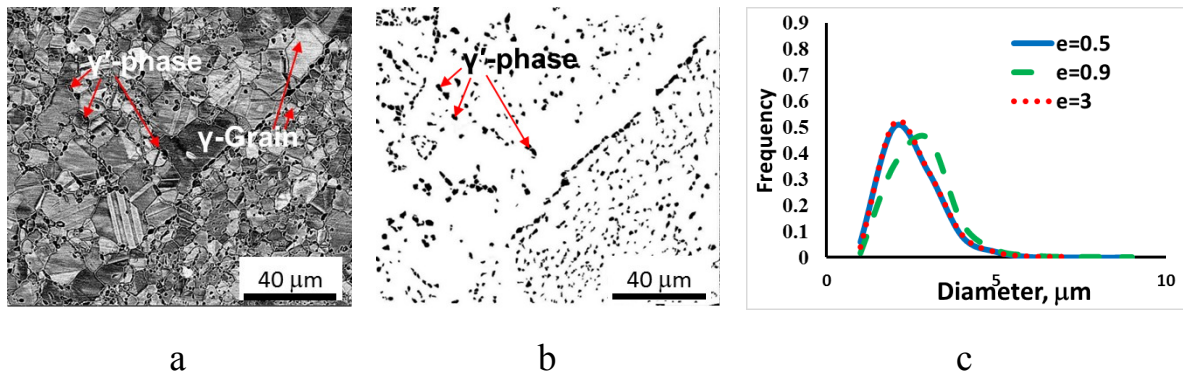 γ′-phase
γ-Grain
40 μm
γ′-phase
40 μm
Frequency
0.9
0.8
0.7
0.6
0.5
0.4
0.3
0.2
0.1
0
e=0.5
e=0.9
e=3
0
5
10
Diameter, μm
a
b
c